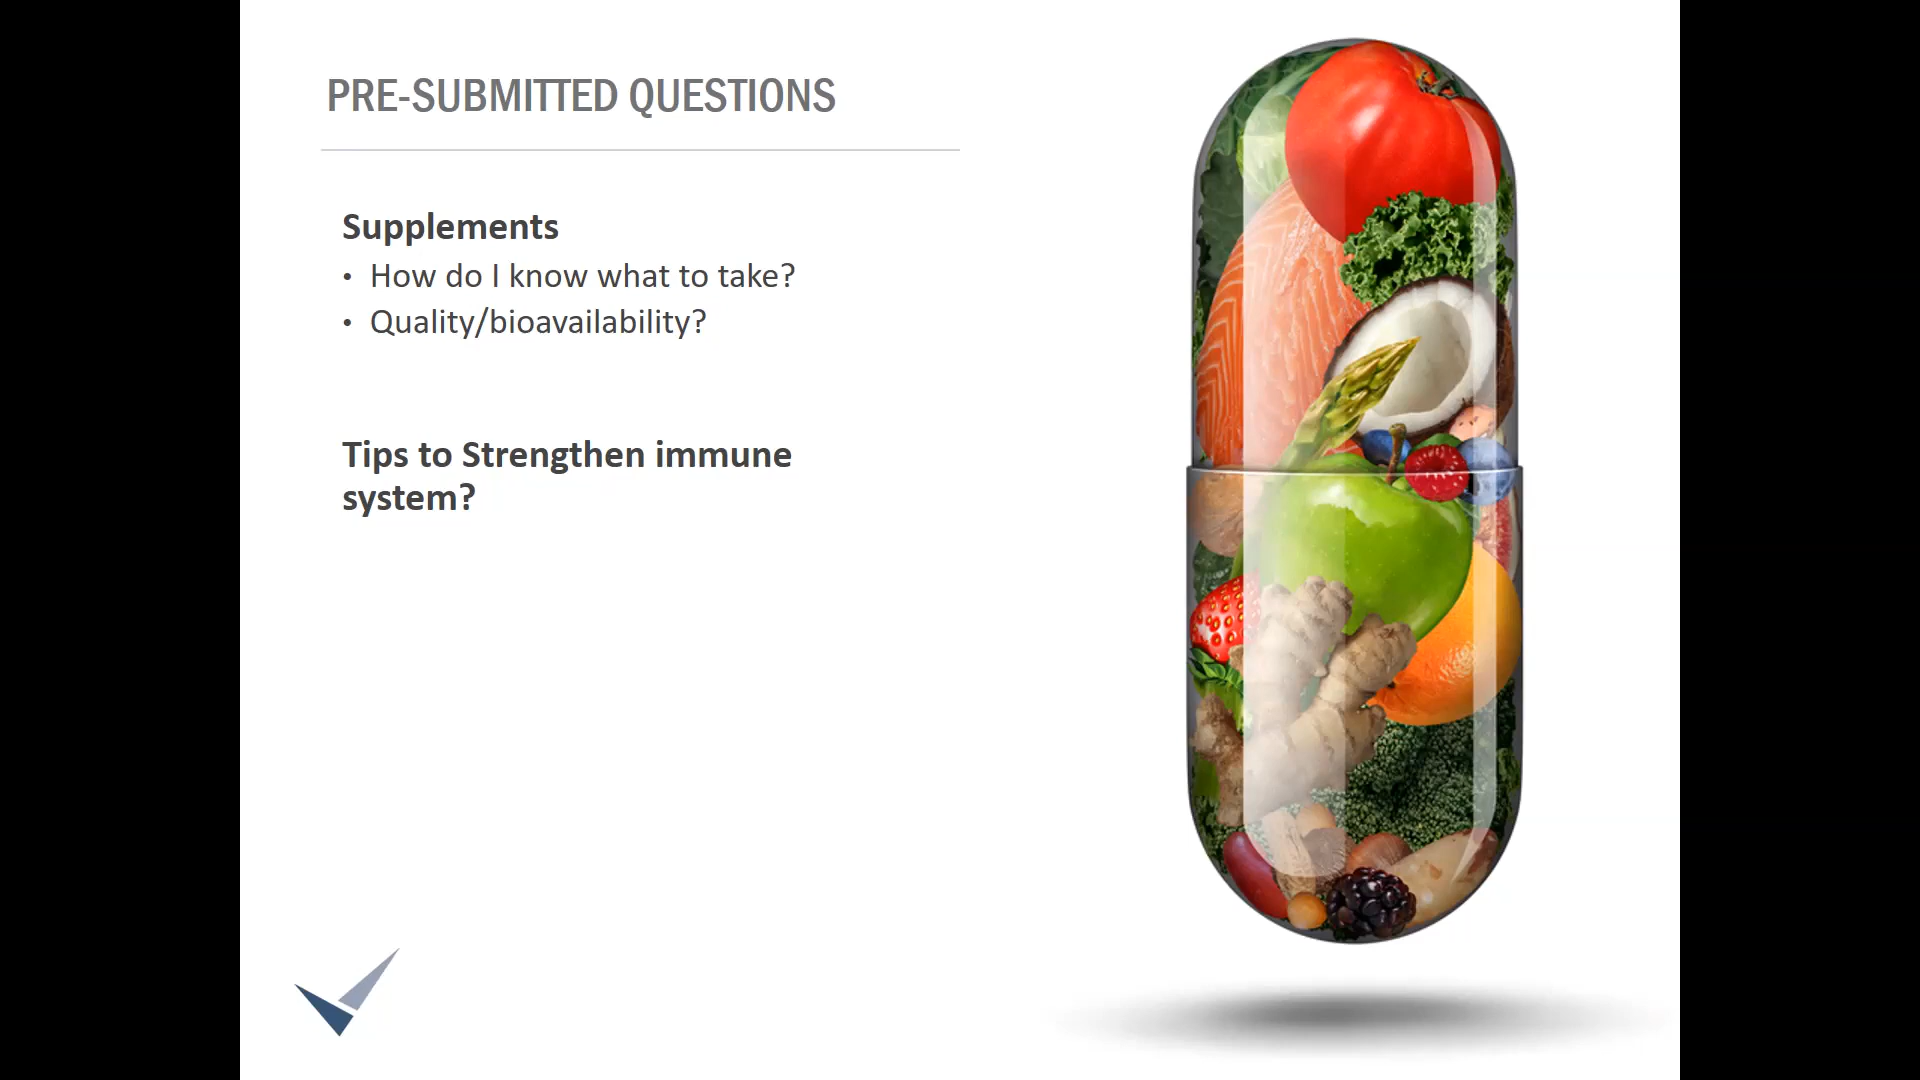 PRE-SUBMITTED QUESTIONS
Supplements
• How do I know what to take?
• Quality/bioavailability?
Tips to Strengthen immune
system?